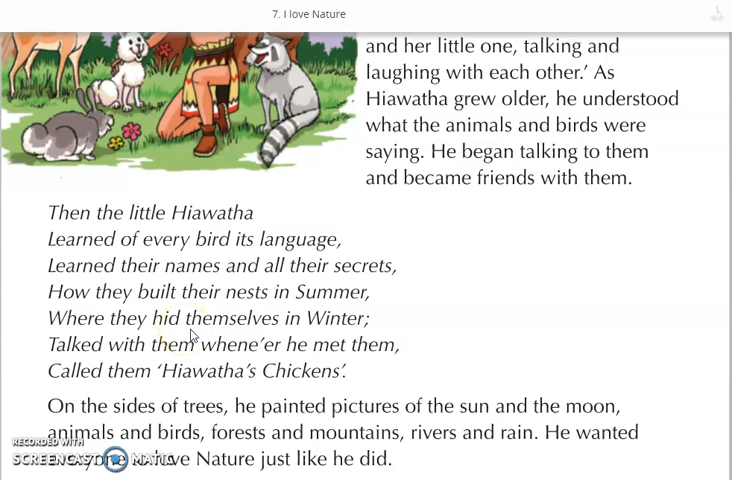 7. I love Nature
and her little one, talking and
laughing with each other.' As
Hiawatha grew older, he understood
what the animals and birds were
saying. He began talking to them
and became friends with them.
Then the little Hiawatha
Learned of every bird its language,
Learned their names and all their secrets,
How they built their nests in Summer,
Where they hid themselves in Winter;
Talked with them whene'er he met them,
Called them 'Hiawatha's Chickens'.
On the sides of trees, he painted pictures of the sun and the moon,
animals and birds, forests and mountains, rivers and rain. He wanted
RECORDED WITH
SCREENCAST MATIC
Nature just like he did.